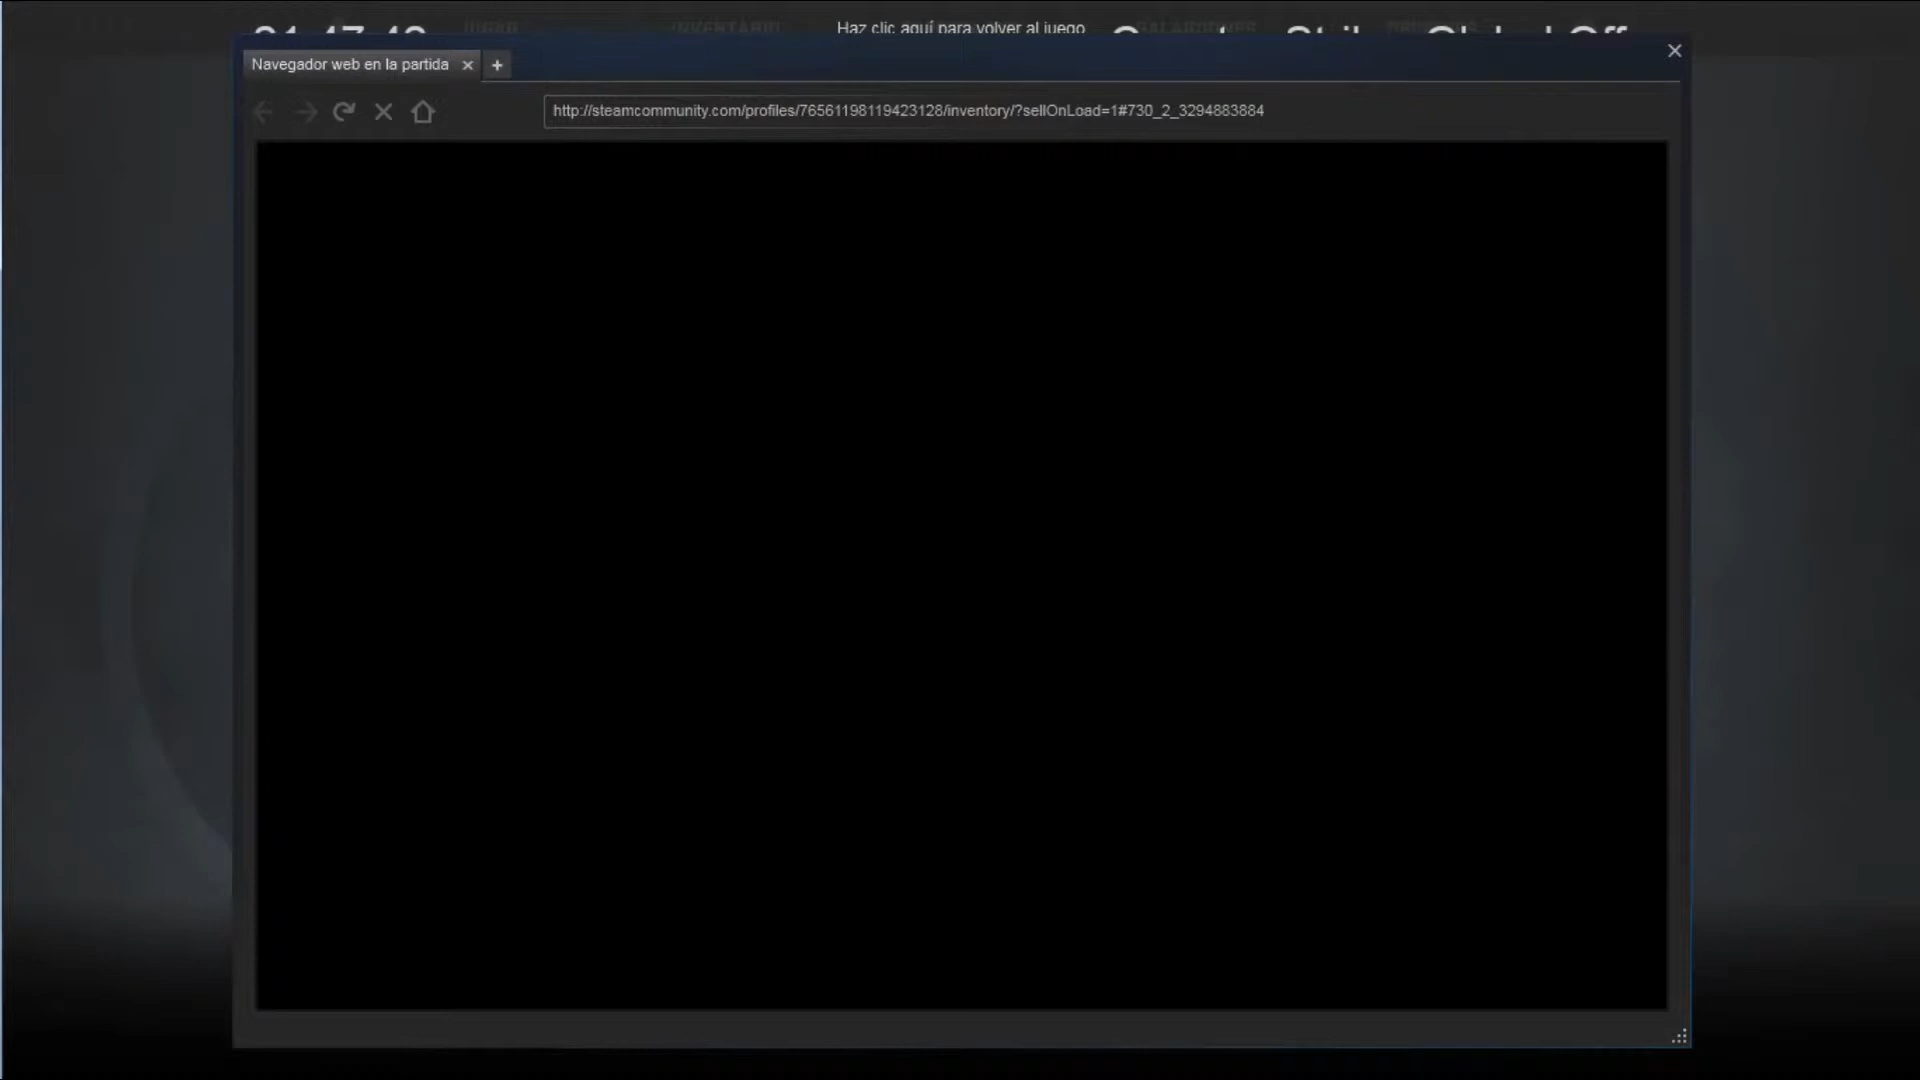 Haz clic aquí para volver al juego
Navegador web en la partida
http://steamcommunity.com/profiles/76561198119423128/inventory/?sellOnLoad=1#730_2_3294883884